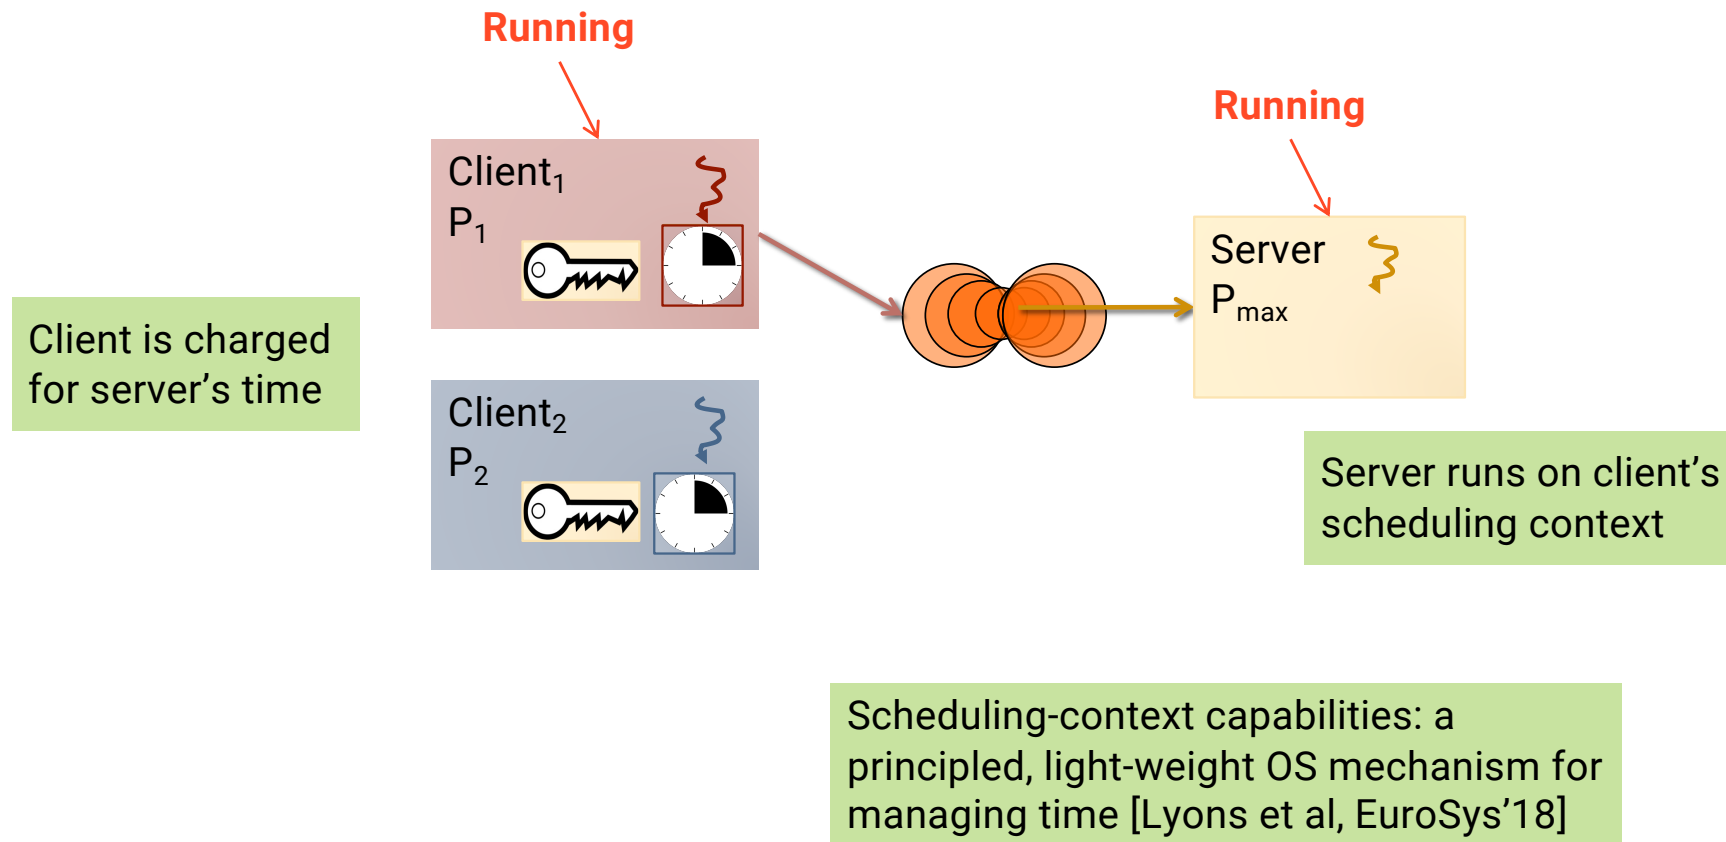 Running
Running
Client₁
P₁
Server
Pmax
Client is charged
for server’s time
Client₂
P₂
Server runs on client’s
scheduling context
Scheduling-context capabilities: a
principled, light-weight OS mechanism for
managing time [Lyons et al, EuroSys’18]